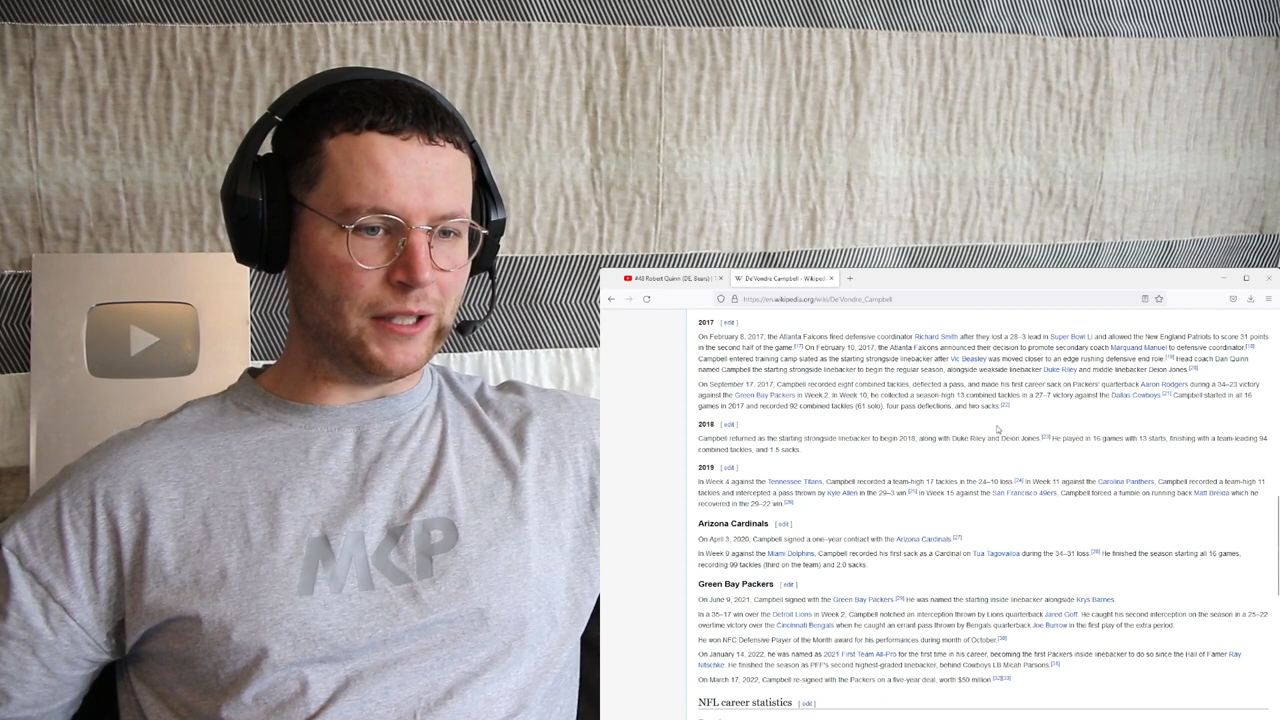 MKP
#43 Robert Quinn (DE, Bears) |
De'Vondre Campbell - Wikiped
https://en.wikipedia.org/wiki/De'Vondre_Campbell
2017 [ edit ]
On February 8, 2017, the Atlanta Falcons fired defensive coordinator Richard Smith after they lost a 28–3 lead in Super Bowl LI and allowed the New England Patriots to score 31 points
in the second half of the game.[17] On February 10, 2017, the Atlanta Falcons announced their decision to promote secondary coach Marquand Manuel to defensive coordinator.[18]
Campbell entered training camp slated as the starting strongside linebacker after Vic Beasley was moved closer to an edge rushing defensive end role.[19] Head coach Dan Quinn
named Campbell the starting strongside linebacker to begin the regular season, alongside weakside linebacker Duke Riley and middle linebacker Deion Jones.[20]
On September 17, 2017, Campbell recorded eight combined tackles, deflected a pass, and made his first career sack on Packers' quarterback Aaron Rodgers during a 34–23 victory
against the Green Bay Packers in Week 2. In Week 10, he collected a season-high 13 combined tackles in a 27–7 victory against the Dallas Cowboys.[21] Campbell started in all 16
games in 2017 and recorded 92 combined tackles (61 solo), four pass deflections, and two sacks.[22]
2018 [ edit ]
Campbell returned as the starting strongside linebacker to begin 2018, along with Duke Riley and Deion Jones.[23] He played in 16 games with 13 starts, finishing with a team-leading 94
combined tackles, and 1.5 sacks.
2019 [ edit ]
In Week 4 against the Tennessee Titans, Campbell recorded a team-high 17 tackles in the 24–10 loss.[24] In Week 11 against the Carolina Panthers, Campbell recorded a team-high 11
tackles and intercepted a pass thrown by Kyle Allen in the 29–3 win.[25] In Week 15 against the San Francisco 49ers, Campbell forced a fumble on running back Matt Breida which he
recovered in the 29–22 win.[26]
Arizona Cardinals [ edit ]
On April 3, 2020, Campbell signed a one-year contract with the Arizona Cardinals.[27]
In Week 9 against the Miami Dolphins, Campbell recorded his first sack as a Cardinal on Tua Tagovailoa during the 34–31 loss.[28] He finished the season starting all 16 games,
recording 99 tackles (third on the team) and 2.0 sacks.
Green Bay Packers [ edit ]
On June 9, 2021, Campbell signed with the Green Bay Packers.[29] He was named the starting inside linebacker alongside Krys Barnes.
In a 35–17 win over the Detroit Lions in Week 2, Campbell notched an interception thrown by Lions quarterback Jared Goff. He caught his second interception on the season in a 25–22
overtime victory over the Cincinnati Bengals when he caught an errant pass thrown by Bengals quarterback Joe Burrow in the first play of the extra period.
He won NFC Defensive Player of the Month award for his performances during month of October.[30]
On January 14, 2022, he was named as 2021 First Team All-Pro for the first time in his career, becoming the first Packers inside linebacker to do so since the Hall of Famer Ray
Nitschke. He finished the season as PFF's second highest-graded linebacker, behind Cowboys LB Micah Parsons.[31]
On March 17, 2022, Campbell re-signed with the Packers on a five-year deal, worth $50 million.[32][33]
NFL career statistics [ edit ]